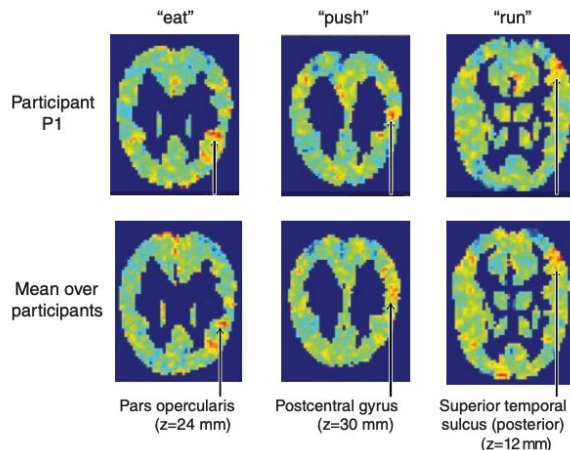 “eat” “push” “run”
Participant
P1
Mean over
participants
Pars opercularis
(z=24 mm)
Postcentral gyrus
(z=30 mm)
Superior temporal
sulcus (posterior)
(z=12 mm)